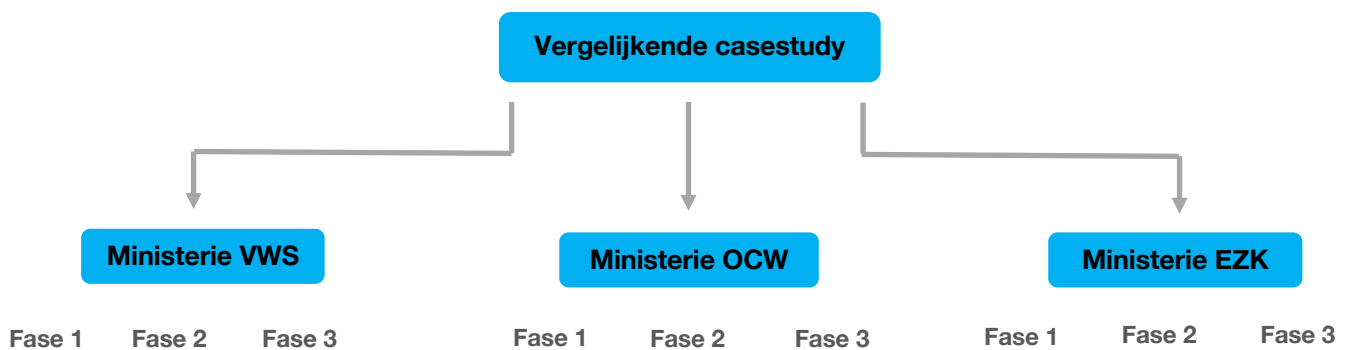 Vergelijkende casestudy
Ministerie VWS
Ministerie OCW
Ministerie EZK
Fase 1 Fase 2 Fase 3
Fase 1 Fase 2 Fase 3
Fase 1 Fase 2 Fase 3